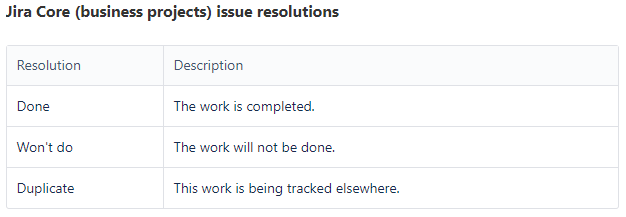 Jira Core (business projects) issue resolutions
Resolution Description
Done The work is completed.
Won't do The work will not be done.
Duplicate This work is being tracked elsewhere.